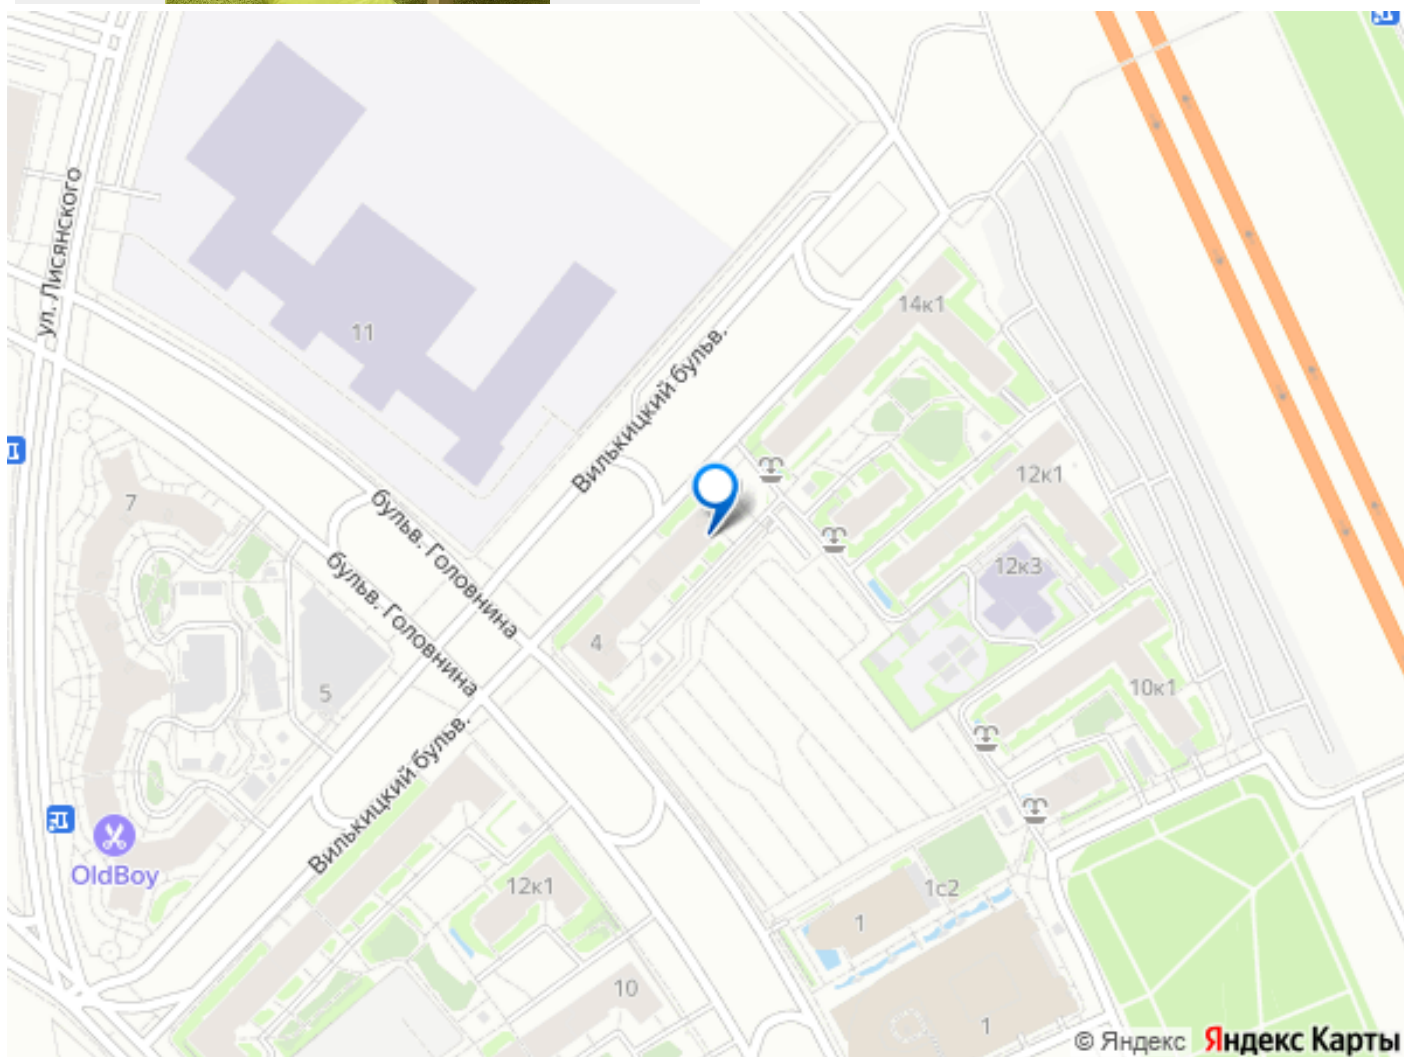 ул. Лисянского
11
Вилькицкий бульв.
14к1
12к1
12к3
10к1
7
бульв. Головнина
бульв. Головнина
4
5
Вилькицкий бульв.
OldBoy
12к1
10
1с2
1
1
© Яндекс Яндекс Карты